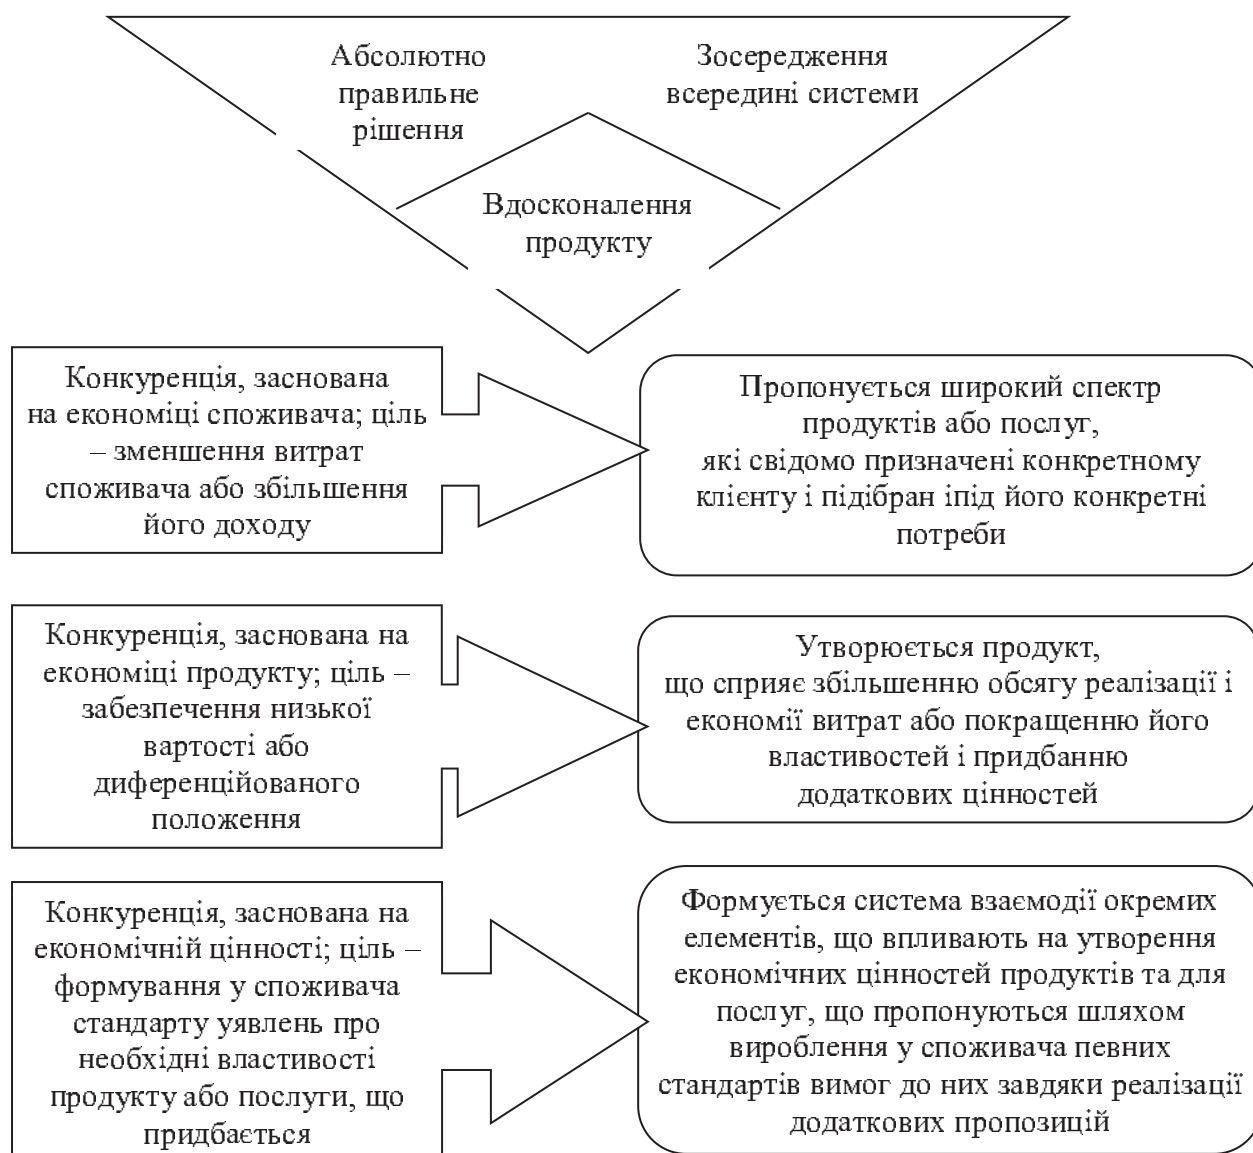 Абсолютно
правильне
рішення
Зосередження
всередині системи
Вдосконалення
продукту
Конкуренція, заснована
на економіці споживача; ціль
– зменшення витрат
споживача або збільшення
його доходу
Пропонується широкий спектр
продуктів або послуг,
які свідомо призначені конкретному
клієнту і підібран іпід його конкретні
потреби
Конкуренція, заснована на
економіці продукту; ціль –
забезпечення низької
вартості або
диференційованого
положення
Утворюється продукт,
що сприяє збільшенню обсягу реалізації і
економії витрат або покращенню його
властивостей і придбанню
додаткових цінностей
Конкуренція, заснована на
економічній цінності; ціль –
формування у споживача
стандарту уявлень про
необхідні властивості
продукту або послуги, що
придбається
Формується система взаємодії окремих
елементів, що впливають на утворення
економічних цінностей продуктів та для
послуг, що пропонуються шляхом
вироблення у споживача певних
стандартів вимог до них завдяки реалізації
додаткових пропозицій